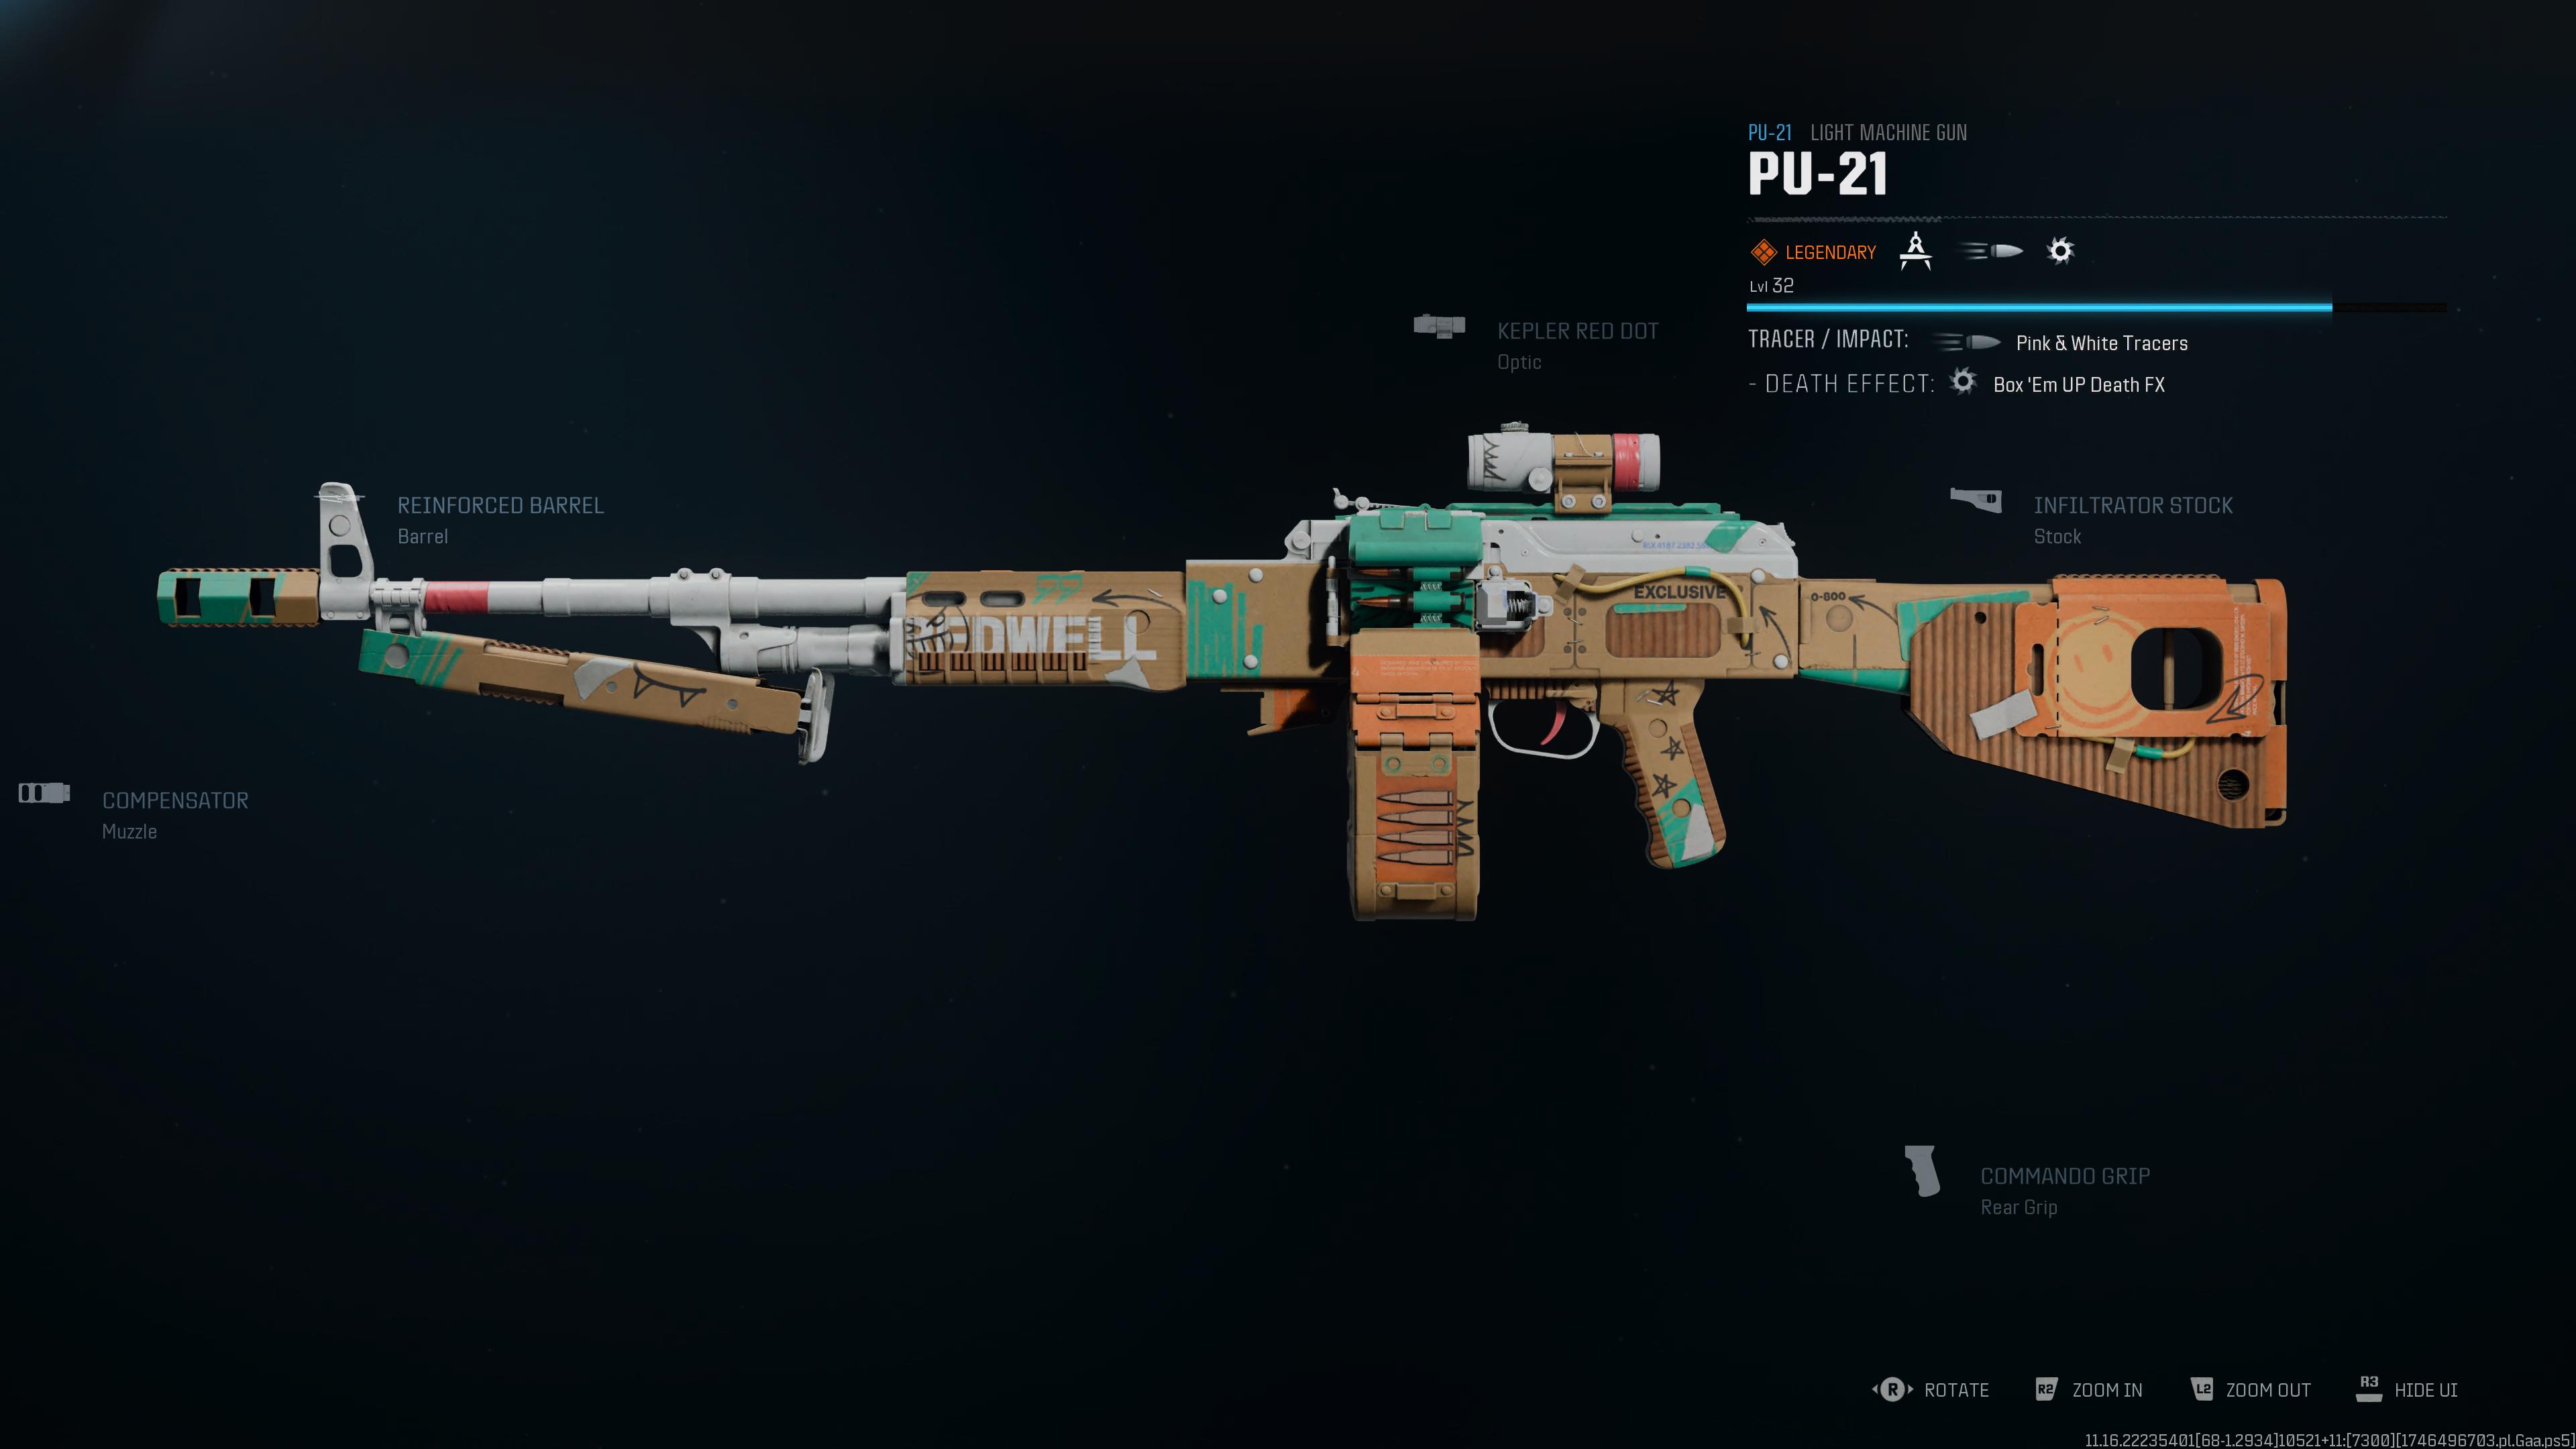 PU-21 LIGHT MACHINE GUN
PU-21
LEGENDARY
Lvl 32
TRACER / IMPACT: Pink & White Tracers
- DEATH EFFECT: Box 'Em UP Death FX
KEPLER RED DOT
Optic
REINFORCED BARREL
Barrel
INFILTRATOR STOCK
Stock
EXCLUSIVE
0-800
COMPENSATOR
Muzzle
COMMANDO GRIP
Rear Grip
R ROTATE R2 ZOOM IN L2 ZOOM OUT R3 HIDE UI
11.16.22235401[68-1.2934]10521+11:[7300][1746496703.pl.Gaa.ps5]